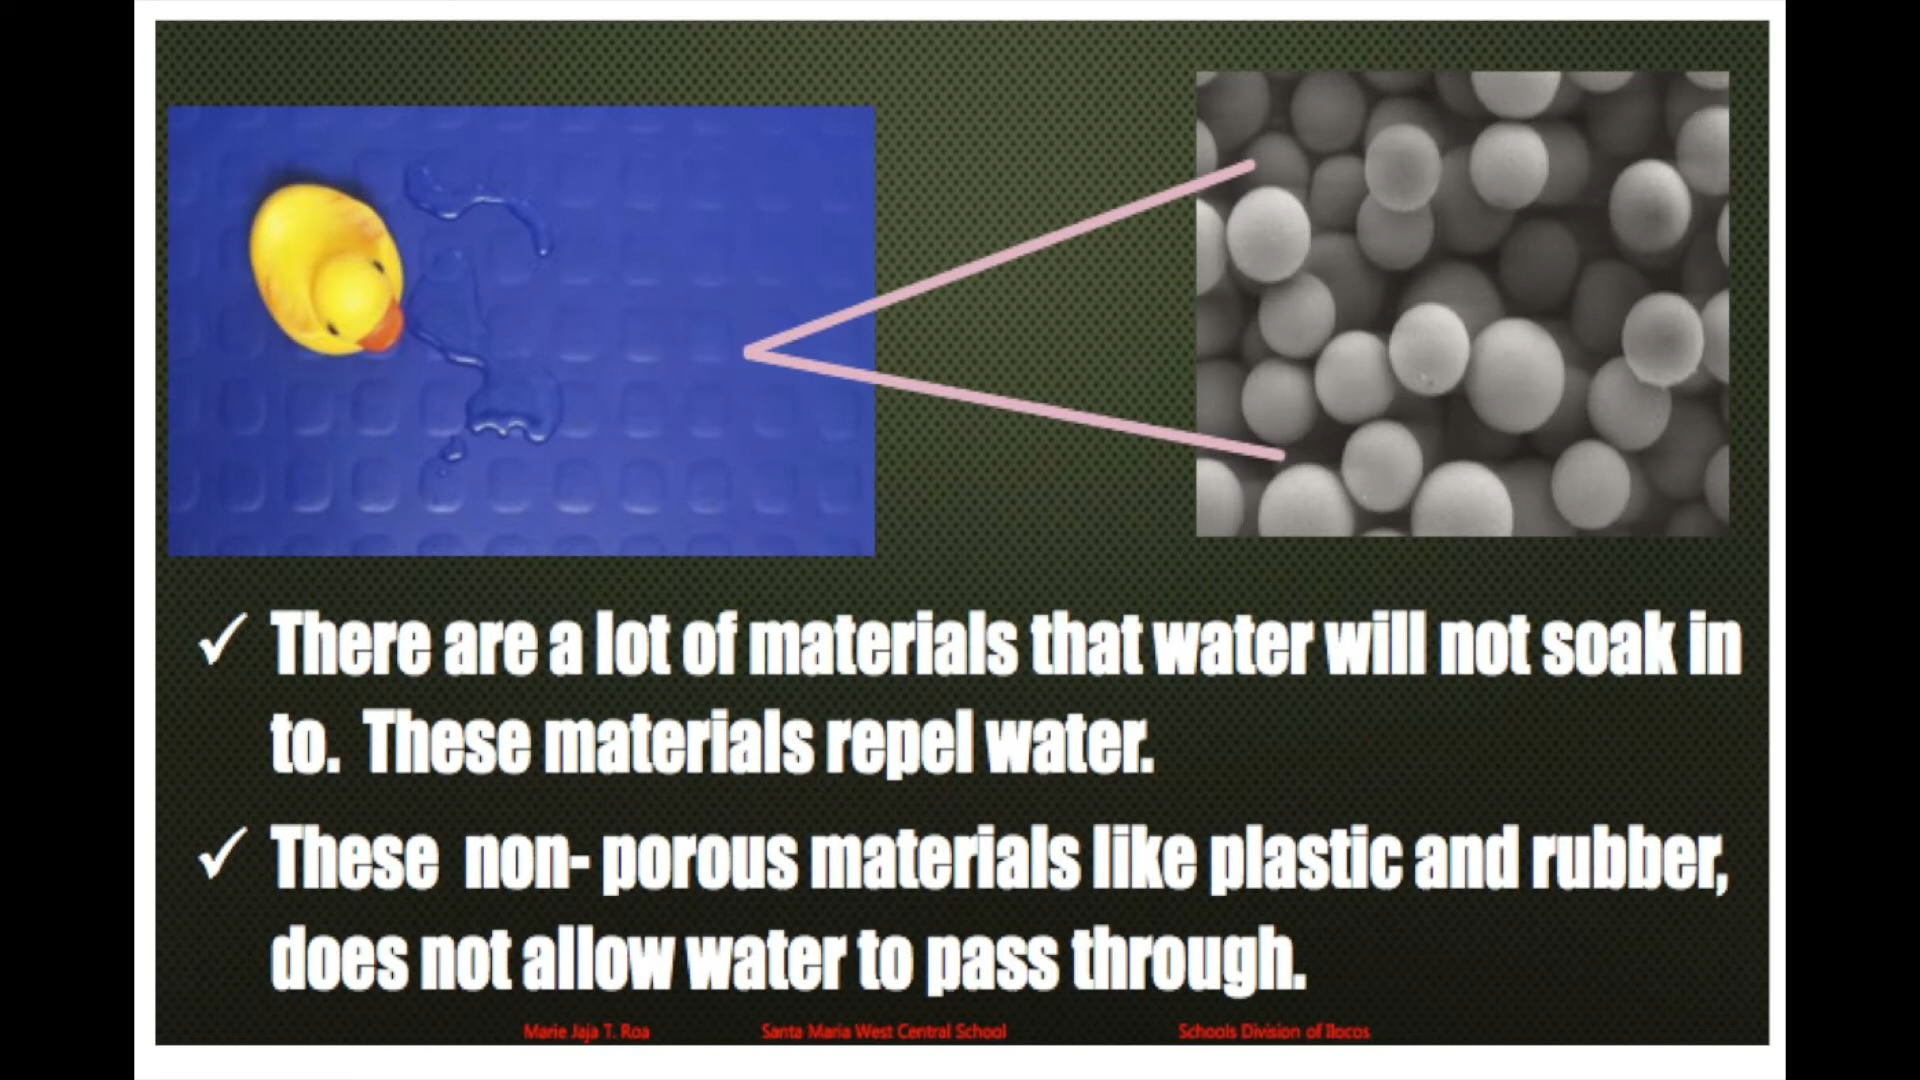 ✓ There are a lot of materials that water will not soak in
to. These materials repel water.
✓ These non- porous materials like plastic and rubber,
does not allow water to pass through.
Marie Jaja T. Roa Santa Maria West Central School Schools Division of Ilocos